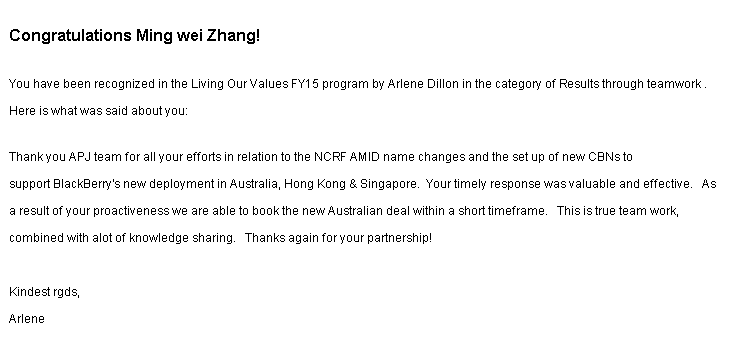 Congratulations Ming wei Zhang!
You have been recognized in the Living Our Values FY15 program by Arlene Dillon in the category of Results through teamwork .
Here is what was said about you:
Thank you APJ team for all your efforts in relation to the NCRF AMID name changes and the set up of new CBNs to
support BlackBerry's new deployment in Australia, Hong Kong & Singapore.  Your timely response was valuable and effective.   As
a result of your proactiveness we are able to book the new Australian deal within a short timeframe.   This is true team work,
combined with alot of knowledge sharing.   Thanks again for your partnership!
Kindest rgds,
Arlene